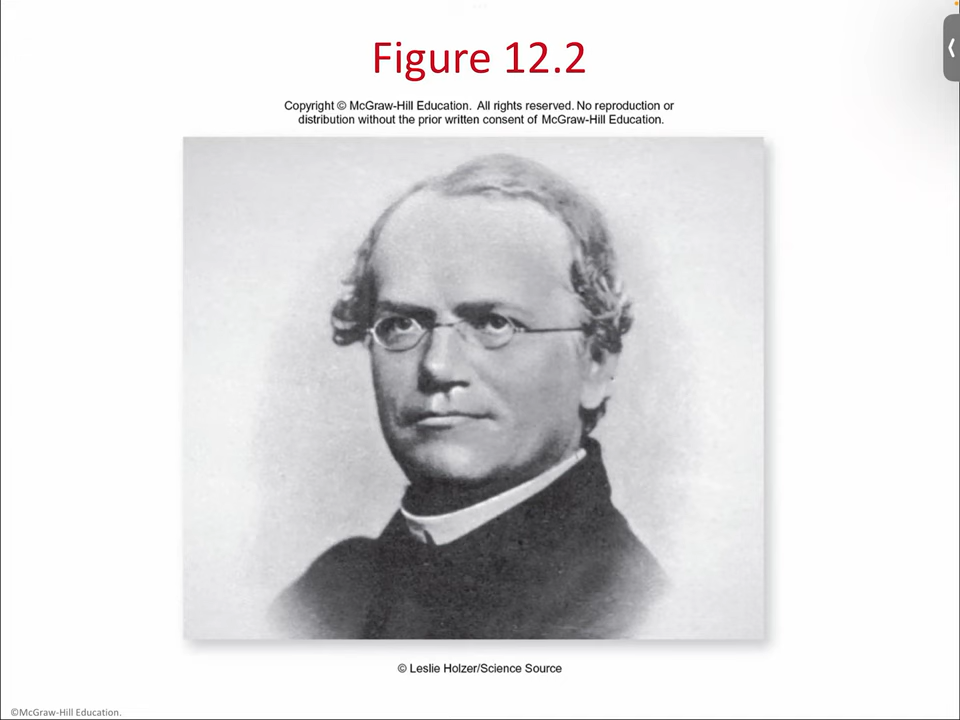 Figure 12.2
Copyright © McGraw-Hill Education. All rights reserved. No reproduction or
distribution without the prior written consent of McGraw-Hill Education.
© Leslie Holzer/Science Source
©McGraw-Hill Education.